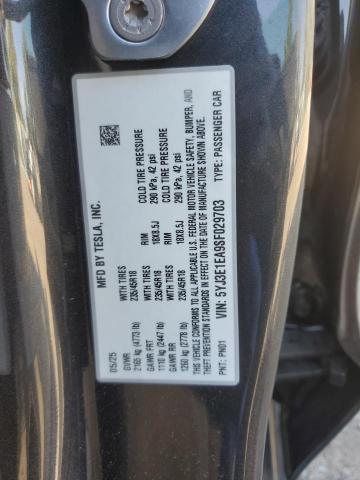 MFD BY TESLA, INC.
05/25
GVWR
2165 kg (4773 lb) WITH TIRES 235/45R18 RIM 18X8.5J COLD TIRE PRESSURE 290 kPa, 42 psi
GAWR FRT
1110 kg (2447 lb) WITH TIRES 235/45R18 RIM 18X8.5J COLD TIRE PRESSURE 290 kPa, 42 psi
GAWR RR
1260 kg (2778 lb) WITH TIRES 235/45R18
THIS VEHICLE CONFORMS TO ALL APPLICABLE U.S. FEDERAL MOTOR VEHICLE SAFETY, BUMPER, AND
THEFT PREVENTION STANDARDS IN EFFECT ON THE DATE OF MANUFACTURE SHOWN ABOVE.
VIN: 5YJ3E1EA9SF029703 TYPE: PASSENGER CAR
PNT: PN01